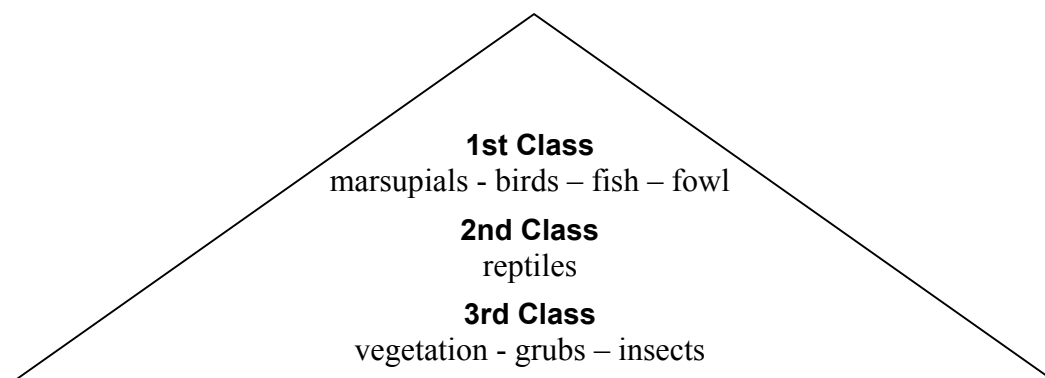 1st Class
marsupials - birds – fish – fowl
2nd Class
reptiles
3rd Class
vegetation - grubs – insects